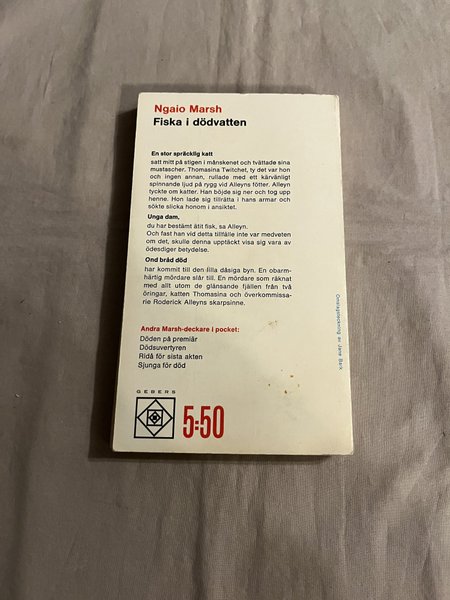 Ngaio Marsh
Fiska i dödvatten
En stor spräcklig katt
satt mitt på stigen i månskenet och tvättade sina
mustascher. Thomasina Twitchet, ty det var hon
och ingen annan, rullade med ett kärvänligt
spinnande ljud på rygg vid Alleyns fötter. Alleyn
tyckte om katter. Han böjde sig ner och tog upp
henne. Hon lade sig tillrätta i hans armar och
sökte slicka honom i ansiktet.
Unga dam,
du har bestämt ätit fisk, sa Alleyn.
Och fast han vid detta tillfälle inte var medveten
om det, skulle denna upptäckt visa sig vara av
ödesdiger betydelse.
Ond bråd död
har kommit till den lilla dåsiga byn. En obarm-
härtig mördare slår till. En mördare som räknat
med allt utom de glänsande fjällen från två
öringar, katten Thomasina och överkommissa-
rie Roderick Alleyns skarpsinne.
Andra Marsh-deckare i pocket:
Döden på premiär
Dödsuvertyren
Ridå för sista akten
Sjunga för död
GEBERS
5:50
Omslagsteckning av Jane Bark.